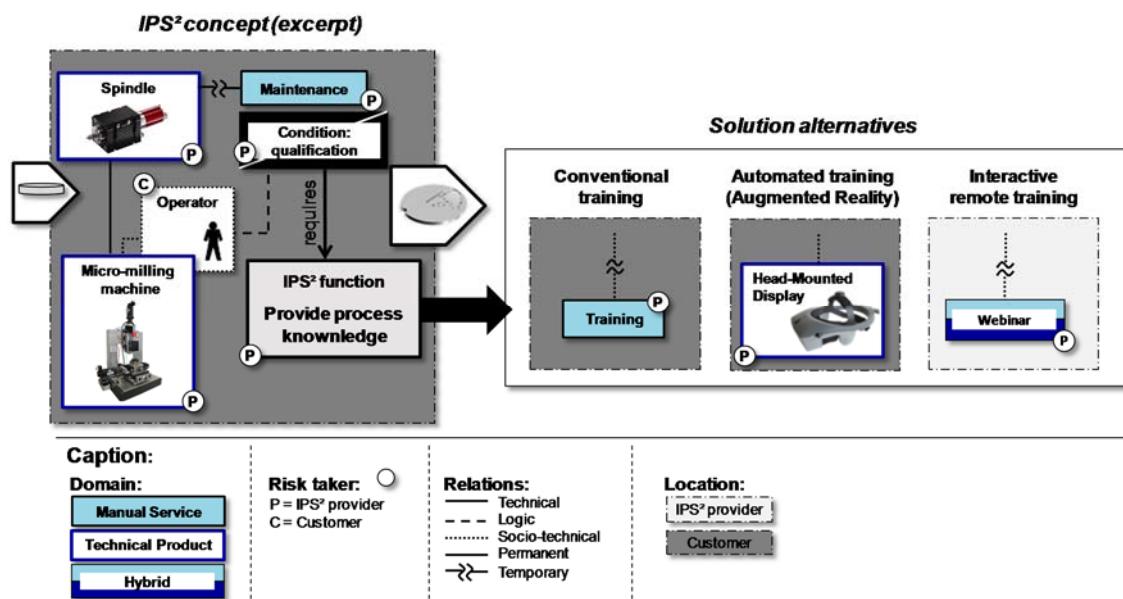 IPS² concept (excerpt)
Spindle
P
Maintenance
P
Condition:
qualification
P
C
Operator
requires
Micro-milling
machine
P
IPS² function
Provide process
knownledge
P
Solution alternatives
Conventional
training
Training
P
Automated training
(Augmented Reality)
Head-Mounted
Display
P
Interactive
remote training
Webinar
P
Caption:
Domain:
Manual Service
Technical Product
Hybrid
Risk taker:
P = IPS² provider
C = Customer
Relations:
Technical
Logic
Socio-technical
Permanent
Temporary
Location:
IPS² provider
Customer